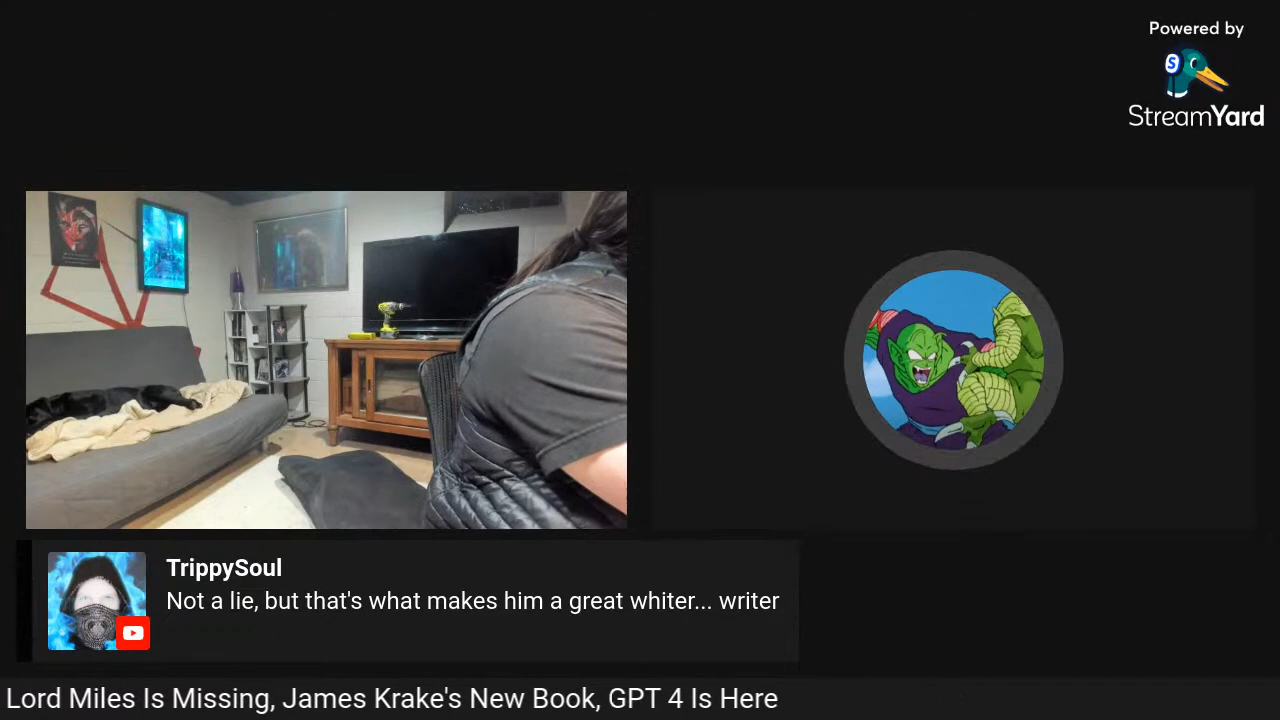 Powered by
S
StreamYard
TrippySoul
Not a lie, but that's what makes him a great whiter... writer
Lord Miles Is Missing, James Krake's New Book, GPT 4 Is Here